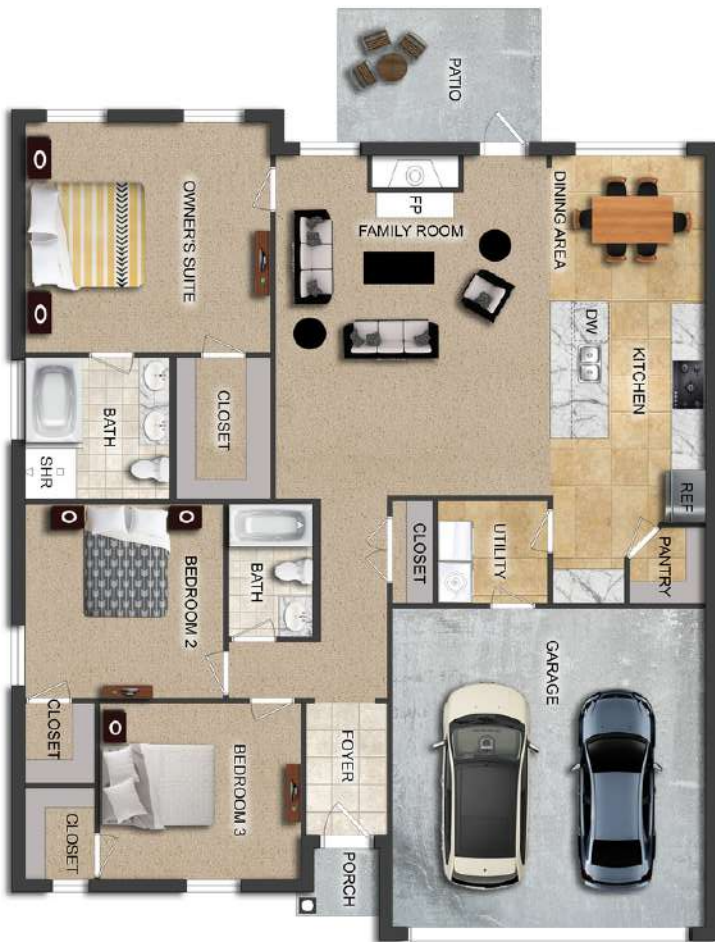 PATIO
OWNER'S SUITE
FP
FAMILY ROOM
DINING AREA
DW
KITCHEN
BATH
SHR
CLOSET
REF
BEDROOM 2
BATH
CLOSET
UTILITY
PANTRY
GARAGE
CLOSET
BEDROOM 3
FOYER
CLOSET
PORCH